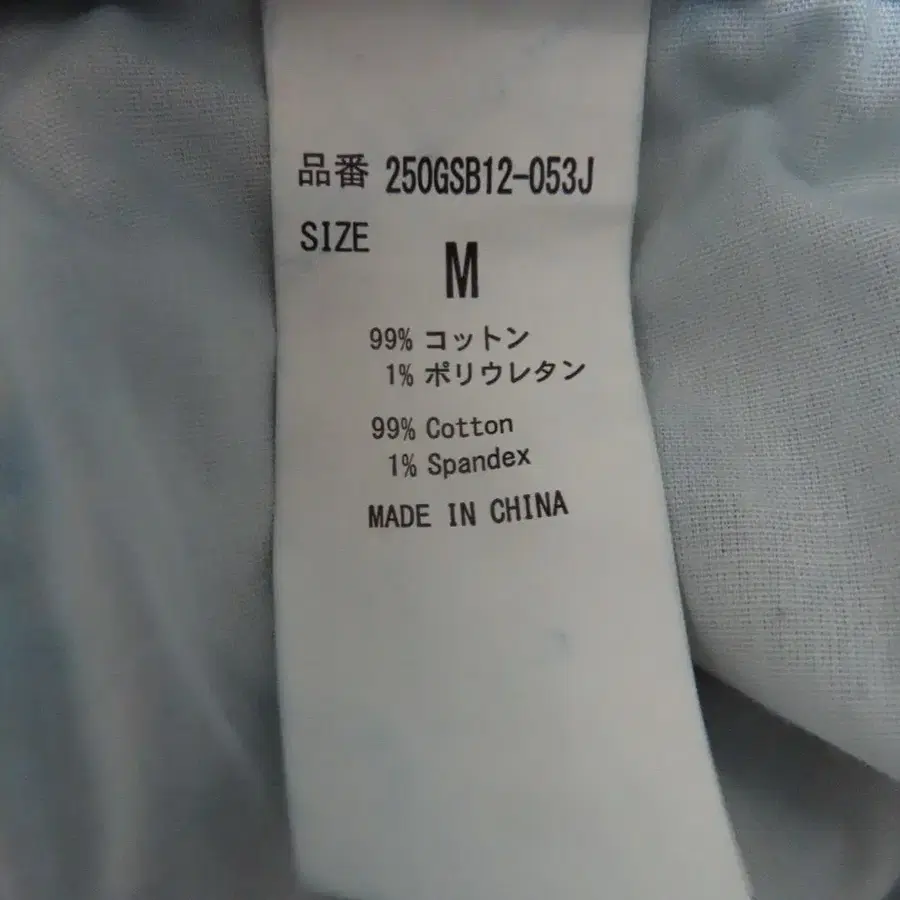 品番 250GSB12-053J
SIZE
M
99% コットン
1% ポリウレタン
99% Cotton
1% Spandex
MADE IN CHINA